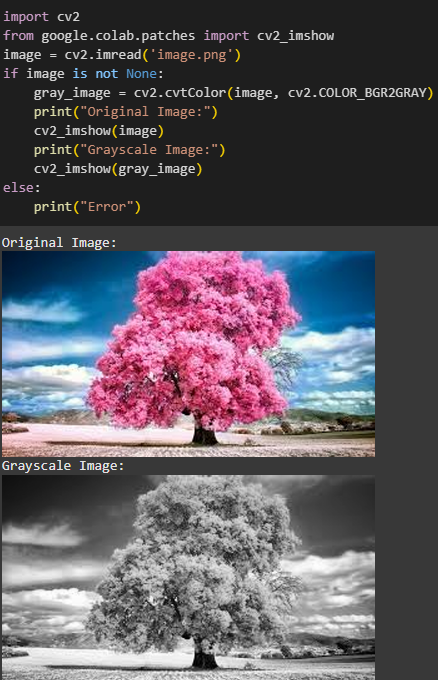 import cv2
from google.colab.patches import cv2_imshow
image = cv2.imread('image.png')
if image is not None:
    gray_image = cv2.cvtColor(image, cv2.COLOR_BGR2GRAY)
    print("Original Image:")
    cv2_imshow(image)
    print("Grayscale Image:")
    cv2_imshow(gray_image)
else:
    print("Error")
Original Image:
Grayscale Image: